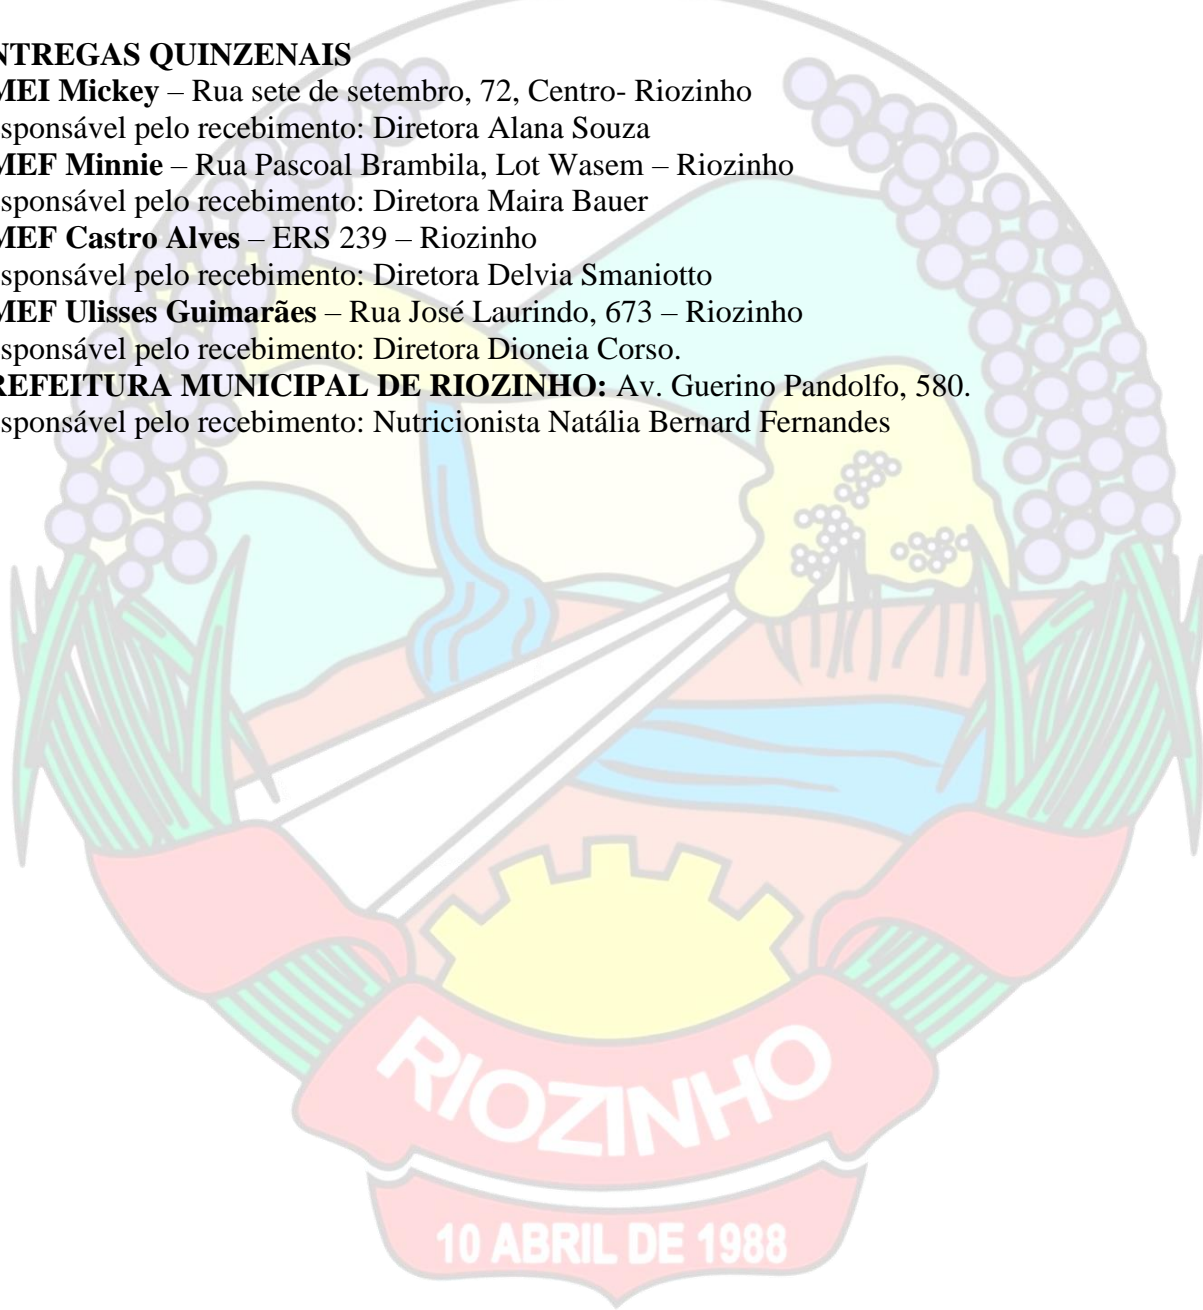 NTREGAS QUINZENAIS
MEI Mickey – Rua sete de setembro, 72, Centro- Riozinho
sponsável pelo recebimento: Diretora Alana Souza
MEF Minnie – Rua Pascoal Brambila, Lot Wasem – Riozinho
sponsável pelo recebimento: Diretora Maira Bauer
MEF Castro Alves – ERS 239 – Riozinho
sponsável pelo recebimento: Diretora Delvia Smaniotto
MEF Ulisses Guimarães – Rua José Laurindo, 673 – Riozinho
sponsável pelo recebimento: Diretora Dioneia Corso.
REFEITURA MUNICIPAL DE RIOZINHO: Av. Guerino Pandolfo, 580.
sponsável pelo recebimento: Nutricionista Natália Bernard Fernandes
RIOZINHO
10 ABRIL DE 1988